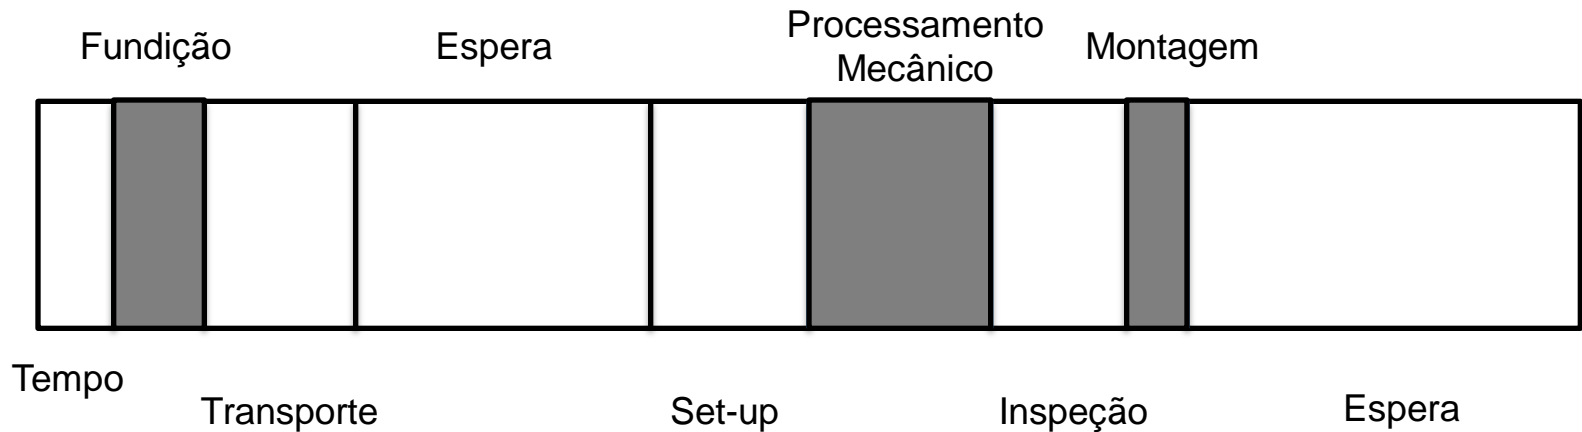 Fundição
Espera
Processamento
Mecânico
Montagem
Tempo
Transporte
Set-up
Inspeção
Espera